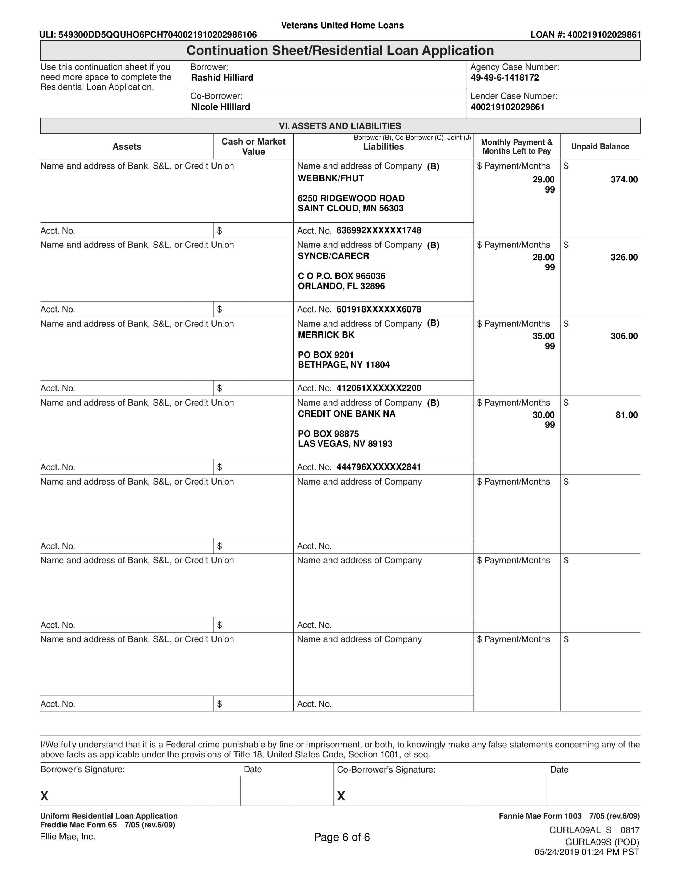 Veterans United Home Loans
ULI: 549300DD5QQUHO6PCH7040021910202986106 LOAN #: 400219102029861
Continuation Sheet/Residential Loan Application
Use this continuation sheet if you need more space to complete the Residential Loan Application.
Borrower:
Rashid Hilliard
Agency Case Number:
49-49-6-1418172
Co-Borrower:
Nicole Hilliard
Lender Case Number:
400219102029861
VI. ASSETS AND LIABILITIES
Assets
Cash or Market Value
Borrower (B), Co-Borrower (C), Joint (J)
Liabilities
Monthly Payment & Months Left to Pay
Unpaid Balance
Name and address of Bank, S&L, or Credit Union
Name and address of Company (B)
$ Payment/Months
$
WEBBNK/FHUT
29.00
374.00
99
6250 RIDGEWOOD ROAD
SAINT CLOUD, MN 56303
Acct. No.
$
Acct. No. 636992XXXXXX1748
Name and address of Bank, S&L, or Credit Union
Name and address of Company (B)
$ Payment/Months
$
SYNCB/CARECR
28.00
326.00
99
C O P.O. BOX 965036
ORLANDO, FL 32896
Acct. No.
$
Acct. No. 601918XXXXXX6078
Name and address of Bank, S&L, or Credit Union
Name and address of Company (B)
$ Payment/Months
$
MERRICK BK
35.00
306.00
99
PO BOX 9201
BETHPAGE, NY 11804
Acct. No.
$
Acct. No. 412061XXXXXX2200
Name and address of Bank, S&L, or Credit Union
Name and address of Company (B)
$ Payment/Months
$
CREDIT ONE BANK NA
30.00
81.00
99
PO BOX 98875
LAS VEGAS, NV 89193
Acct. No.
$
Acct. No. 444796XXXXXX2841
Name and address of Bank, S&L, or Credit Union
Name and address of Company
$ Payment/Months
$
Acct. No.
$
Acct. No.
Name and address of Bank, S&L, or Credit Union
Name and address of Company
$ Payment/Months
$
Acct. No.
$
Acct. No.
Name and address of Bank, S&L, or Credit Union
Name and address of Company
$ Payment/Months
$
Acct. No.
$
Acct. No.
I/We fully understand that it is a Federal crime punishable by fine or imprisonment, or both, to knowingly make any false statements concerning any of the
above facts as applicable under the provisions of Title 18, United States Code, Section 1001, et seq.
Borrower's Signature:
Date
Co-Borrower's Signature:
Date
X
X
Uniform Residential Loan Application
Freddie Mac Form 65 7/05 (rev.6/09)
Fannie Mae Form 1003 7/05 (rev.6/09)
Ellie Mae, Inc.
Page 6 of 6
GURLA09AL S 0817
GURLA09S (POD)
05/24/2019 01:24 PM PST